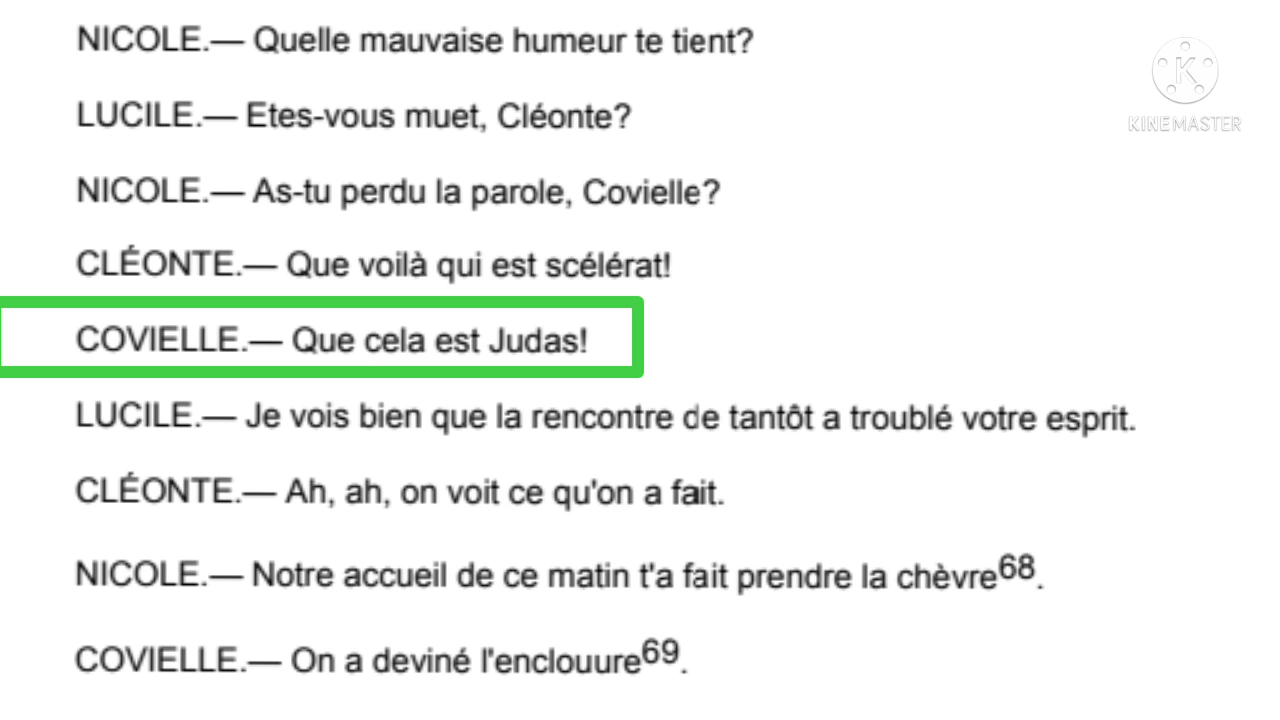 NICOLE.— Quelle mauvaise humeur te tient?
LUCILE.— Etes-vous muet, Cléonte?
NICOLE.— As-tu perdu la parole, Covielle?
CLÉONTE.— Que voilà qui est scélérat!
COVIELLE.— Que cela est Judas!
LUCILE.— Je vois bien que la rencontre de tantôt a troublé votre esprit.
CLÉONTE.— Ah, ah, on voit ce qu'on a fait.
NICOLE.— Notre accueil de ce matin t'a fait prendre la chèvre68.
COVIELLE.— On a deviné l'enclouure69.
K
KINEMASTER